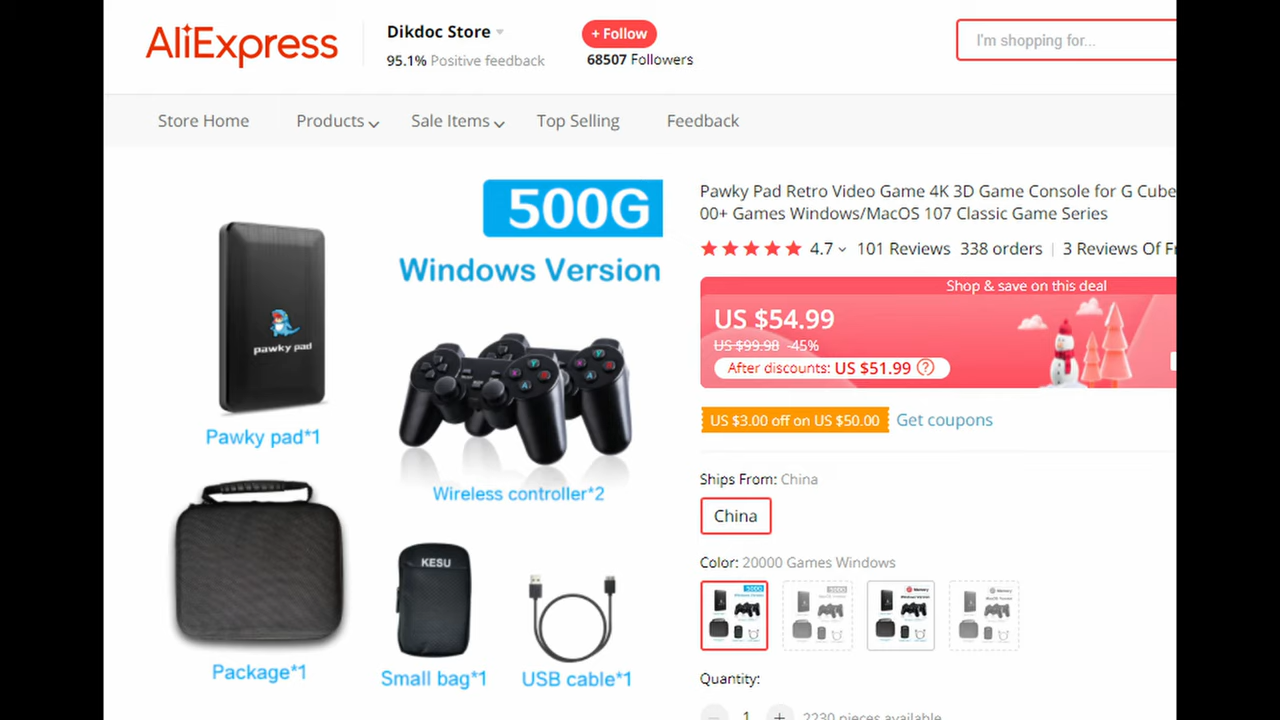 AliExpress
Dikdoc Store
95.1% Positive feedback
+ Follow
68507 Followers
I'm shopping for...
Store Home Products Sale Items Top Selling Feedback
500G
Windows Version
pawky pad
Pawky pad*1
Wireless controller*2
KESU
Package*1
Small bag*1
USB cable*1
Pawky Pad Retro Video Game 4K 3D Game Console for G Cube
00+ Games Windows/MacOS 107 Classic Game Series
4.7 101 Reviews 338 orders 3 Reviews Of
Shop & save on this deal
US $54.99
US $99.98 -45%
After discounts: US $51.99 ?
US $3.00 off on US $50.00 Get coupons
Ships From: China
China
Color: 20000 Games Windows
Quantity:
1
2230 pieces available